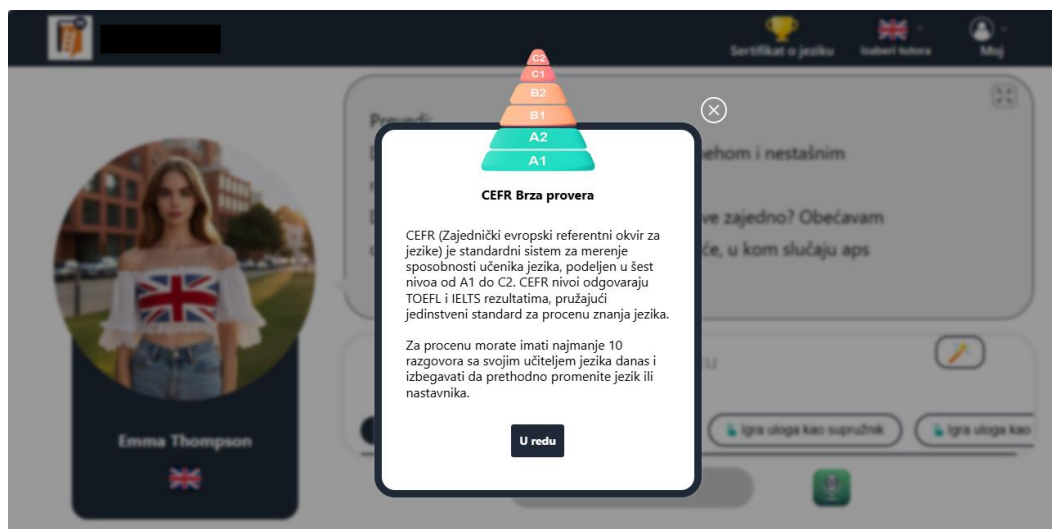 Sertifikat o jeziku
Izaberi tutora
Moj
C2
C1
B2
B1
A2
A1
Prevedi:
nehom i nestašnim
ve zajedno? Obećavam
će, u kom slučaju aps
CEFR Brza provera
CEFR (Zajednički evropski referentni okvir za
jezike) je standardni sistem za merenje
sposobnosti učenika jezika, podeljen u šest
nivoa od A1 do C2. CEFR nivoi odgovaraju
TOEFL i IELTS rezultatima, pružajući
jedinstveni standard za procenu znanja jezika.
Za procenu morate imati najmanje 10
razgovora sa svojim učiteljem jezika danas i
izbegavati da prethodno promenite jezik ili
nastavnika.
U redu
Emma Thompson
Igra uloga kao supružnik
Igra uloga kao